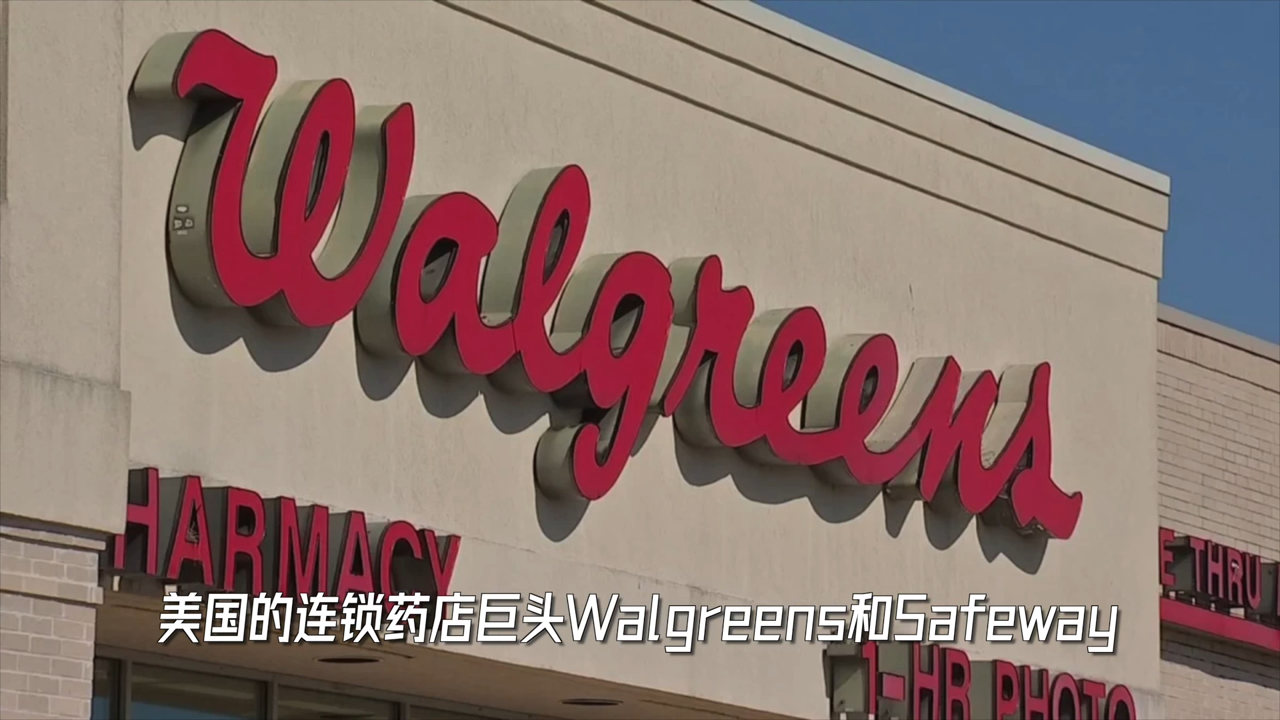 Walgreens
HARMACY
E THRU
美国的连锁药店巨头Walgreens和Safeway
1-HR PHOTO